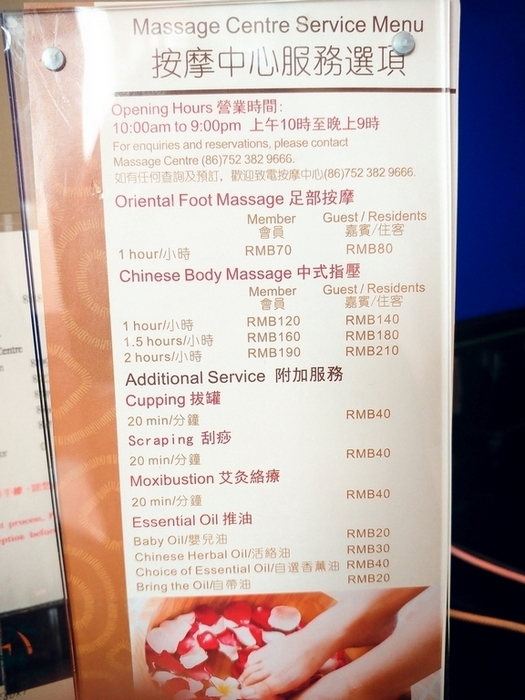 Massage Centre Service Menu
按摩中心服務選項
Opening Hours 營業時間:
10:00am to 9:00pm 上午10時至晚上9時
For enquiries and reservations, please contact
Massage Centre (86)752 382 9666.
如有任何查詢及預訂, 歡迎致電按摩中心(86)752 382 9666.
Oriental Foot Massage 足部按摩
Member Guest / Residents
會員 嘉賓/住客
1 hour/小時 RMB70 RMB80
Chinese Body Massage 中式指壓
Member Guest / Residents
會員 嘉賓/住客
1 hour/小時 RMB120 RMB140
1.5 hours/小時 RMB160 RMB180
2 hours/小時 RMB190 RMB210
Additional Service 附加服務
Cupping 拔罐
20 min/分鐘 RMB40
Scraping 刮痧
20 min/分鐘 RMB40
Moxibustion 艾灸絡療
20 min/分鐘 RMB40
Essential Oil 推油
Baby Oil/嬰兒油 RMB20
Chinese Herbal Oil/活絡油 RMB30
Choice of Essential Oil/自選香薰油 RMB40
Bring the Oil/自帶油 RMB20